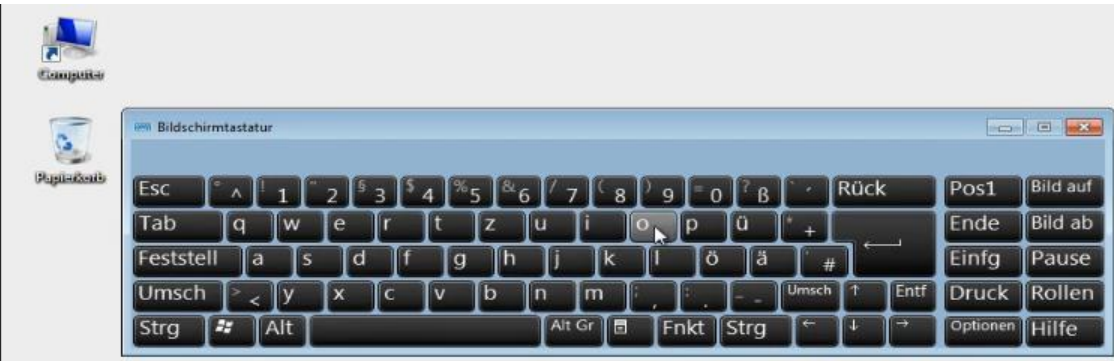 Computer
Papierkorb
Bildschirmtastatur
Esc ° ^ ! 1 " 2 § 3 $ 4 % 5 & 6 / 7 ( 8 ) 9 = 0 ? ß ` ´ Rück Pos1 Bild auf
Tab q w e r t z u i o p ü * + Ende Bild ab
Feststell a s d f g h j k l ö ä ' # Einfg Pause
Umsch > < y x c v b n m ; , : . _ - Umsch ↑ Entf Druck Rollen
Strg Alt Alt Gr Fnkt Strg ← ↓ → Optionen Hilfe